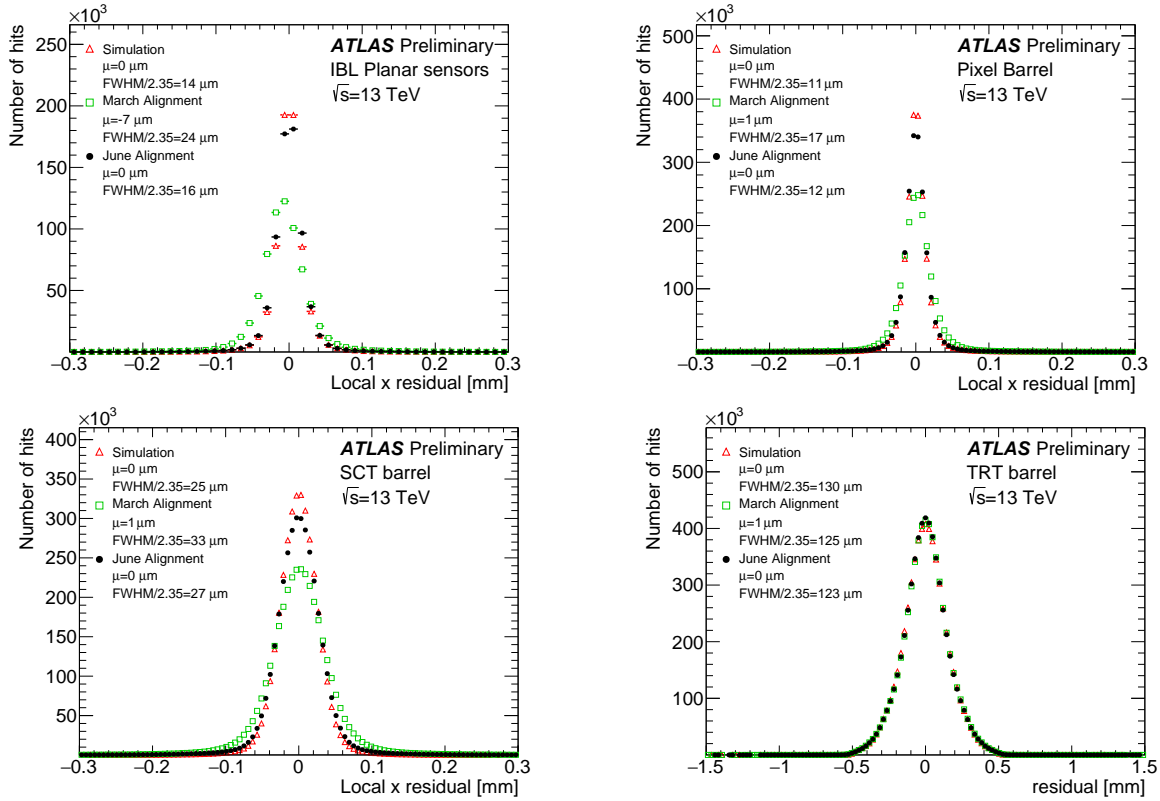 ×10³
Number of hits
250
200
150
100
50
−0.3
−0.2
−0.1
0
0.1
0.2
0.3
Local x residual [mm]
Simulation
μ=0 μm
FWHM/2.35=14 μm
March Alignment
μ=-7 μm
FWHM/2.35=24 μm
June Alignment
μ=0 μm
FWHM/2.35=16 μm
ATLAS Preliminary
IBL Planar sensors
√s=13 TeV
×10³
Number of hits
500
400
300
200
100
−0.3
−0.2
−0.1
0
0.1
0.2
0.3
Local x residual [mm]
Simulation
μ=0 μm
FWHM/2.35=11 μm
March Alignment
μ=1 μm
FWHM/2.35=17 μm
June Alignment
μ=0 μm
FWHM/2.35=12 μm
ATLAS Preliminary
Pixel Barrel
√s=13 TeV
×10³
Number of hits
400
350
300
250
200
150
100
50
−0.3
−0.2
−0.1
0
0.1
0.2
0.3
Local x residual [mm]
Simulation
μ=0 μm
FWHM/2.35=25 μm
March Alignment
μ=1 μm
FWHM/2.35=33 μm
June Alignment
μ=0 μm
FWHM/2.35=27 μm
ATLAS Preliminary
SCT barrel
√s=13 TeV
×10³
Number of hits
500
400
300
200
100
−1.5
−1
−0.5
0
0.5
1
1.5
residual [mm]
Simulation
μ=0 μm
FWHM/2.35=130 μm
March Alignment
μ=1 μm
FWHM/2.35=125 μm
June Alignment
μ=0 μm
FWHM/2.35=123 μm
ATLAS Preliminary
TRT barrel
√s=13 TeV